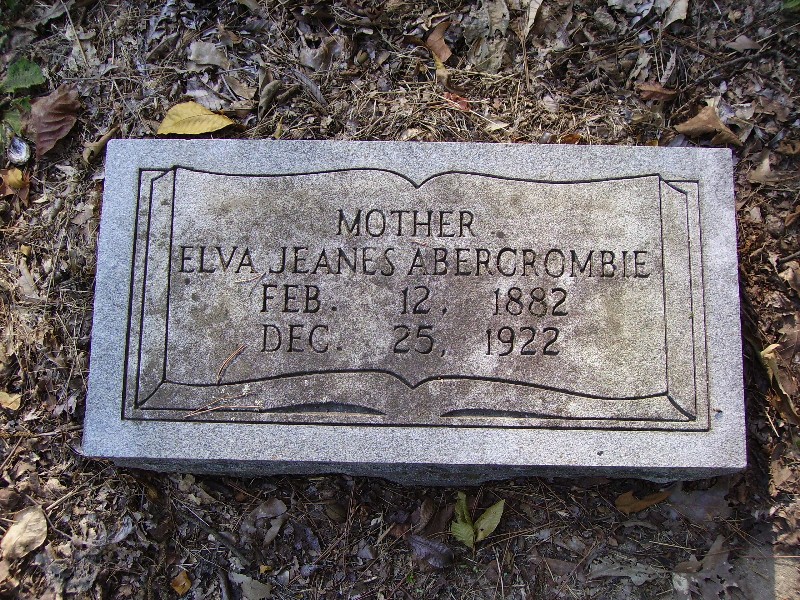 MOTHER
ELVA JEANES ABERCROMBIE
FEB. 12, 1882
DEC. 25, 1922